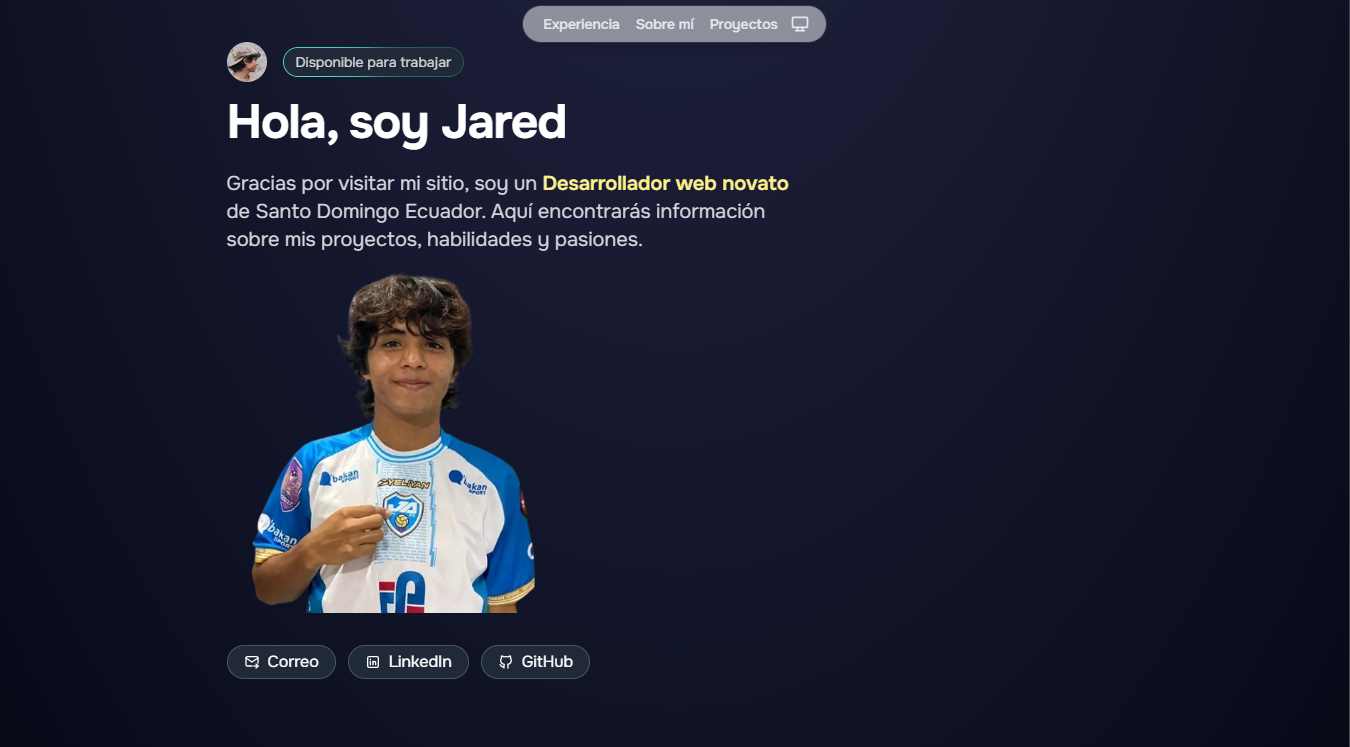 Experiencia Sobre mí Proyectos
Disponible para trabajar
Hola, soy Jared
Gracias por visitar mi sitio, soy un Desarrollador web novato
de Santo Domingo Ecuador. Aquí encontrarás información
sobre mis proyectos, habilidades y pasiones.
bakan
SPORT
YELIVAN
JA
bakan
SPORT
Correo LinkedIn GitHub